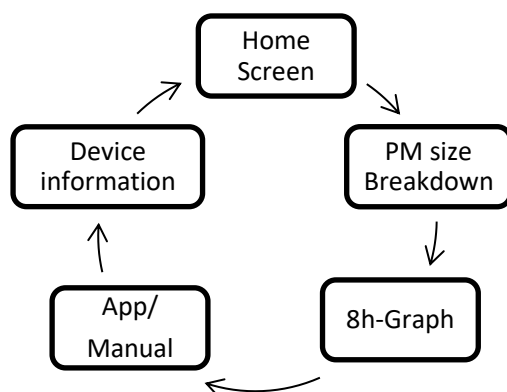 Home
Screen
PM size
Breakdown
8h-Graph
App/
Manual
Device
information